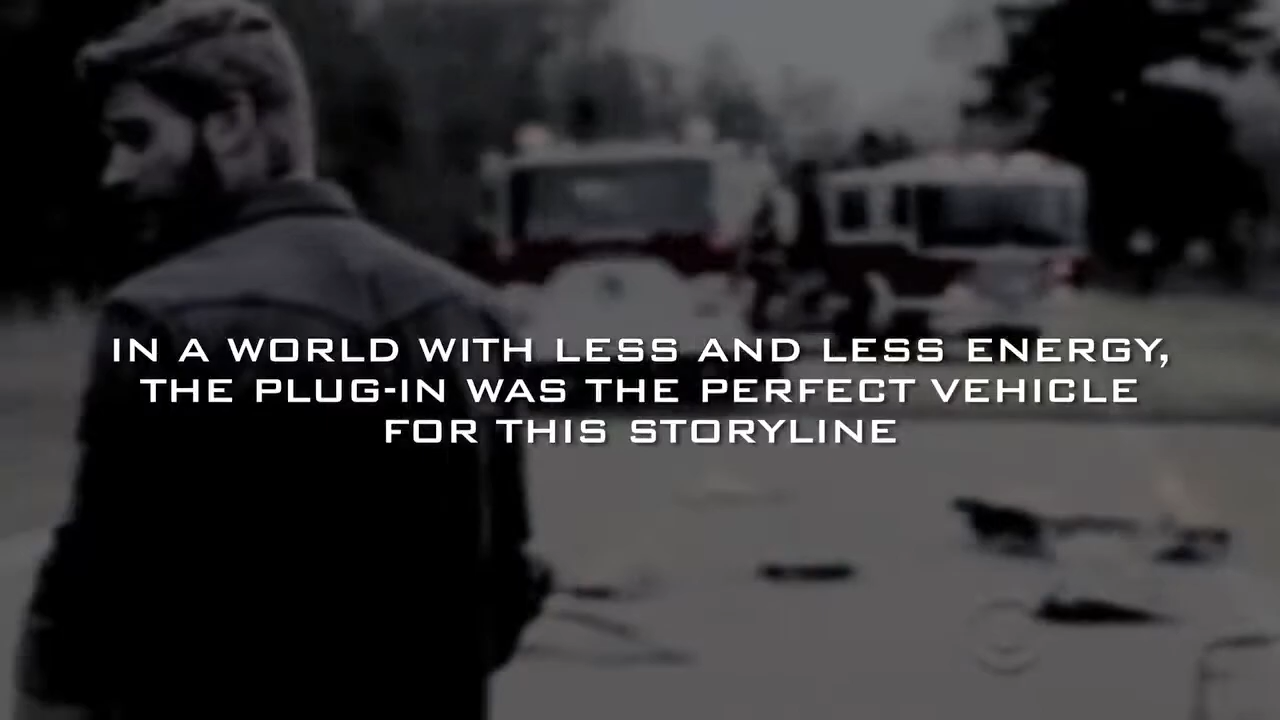 IN A WORLD WITH LESS AND LESS ENERGY,
THE PLUG-IN WAS THE PERFECT VEHICLE
FOR THIS STORYLINE